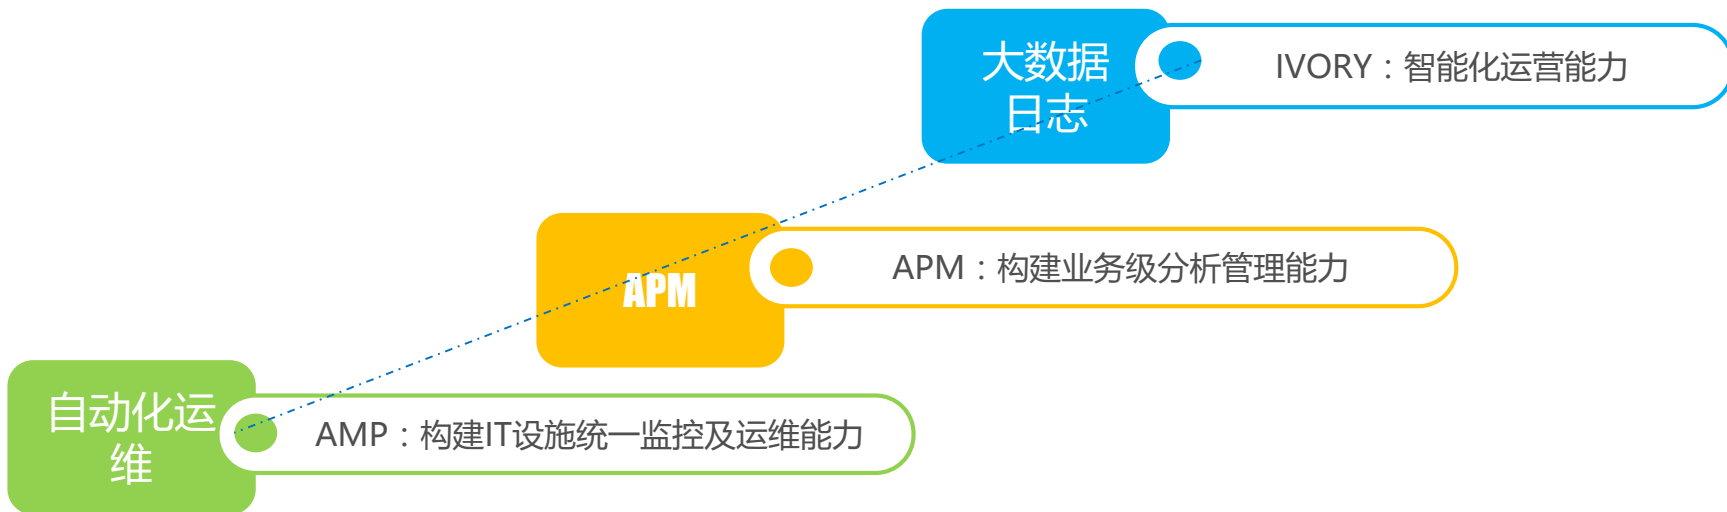 大数据
日志
IVORY：智能化运营能力
APM
APM：构建业务级分析管理能力
自动化运
维
AMP：构建IT设施统一监控及运维能力